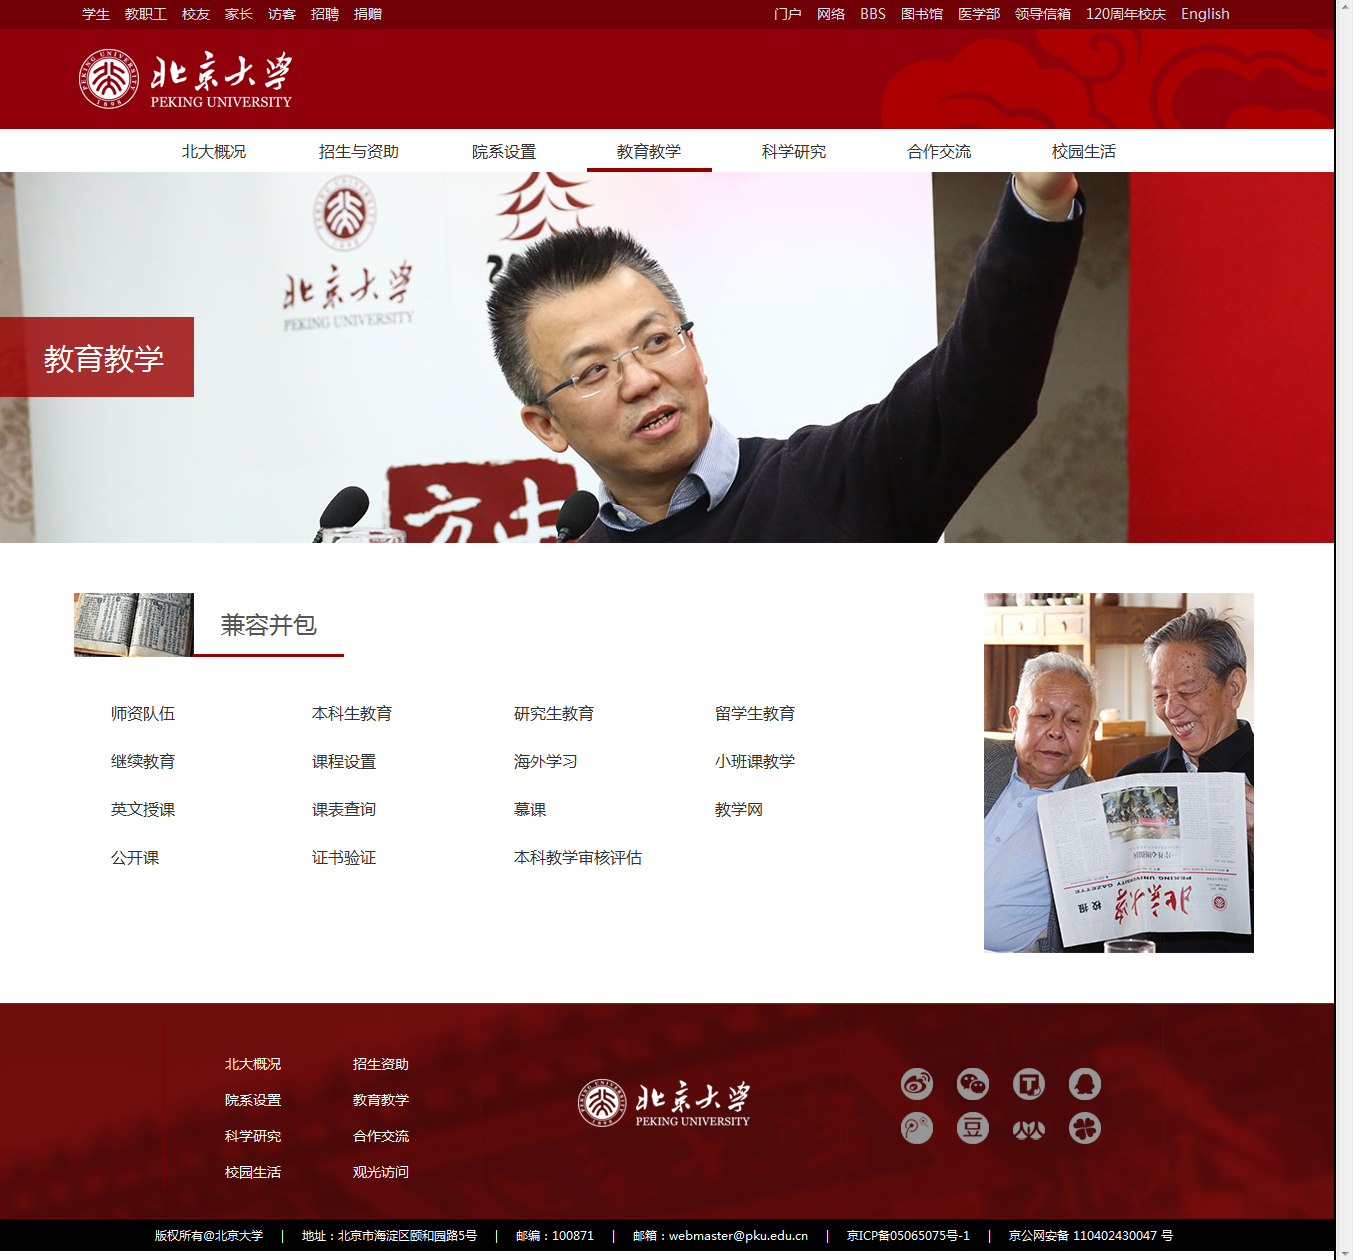 学生 教职工 校友 家长 访客 招聘 捐赠 门户 网络 BBS 图书馆 医学部 领导信箱 120周年校庆 English
北京大学
PEKING UNIVERSITY
北大概况 招生与资助 院系设置 教育教学 科学研究 合作交流 校园生活
北京大学
PEKING UNIVERSITY
教育教学
兼容并包
师资队伍 本科生教育 研究生教育 留学生教育
继续教育 课程设置 海外学习 小班课教学
英文授课 课表查询 慕课 教学网
公开课 证书验证 本科教学审核评估
PEKING UNIVERSITY GAZETTE
北京大学 校报
北大概况 招生资助
院系设置 教育教学
科学研究 合作交流
校园生活 观光访问
北京大学
PEKING UNIVERSITY
版权所有@北京大学 | 地址：北京市海淀区颐和园路5号 | 邮编：100871 | 邮箱：webmaster@pku.edu.cn | 京ICP备05065075号-1 | 京公网安备 110402430047 号